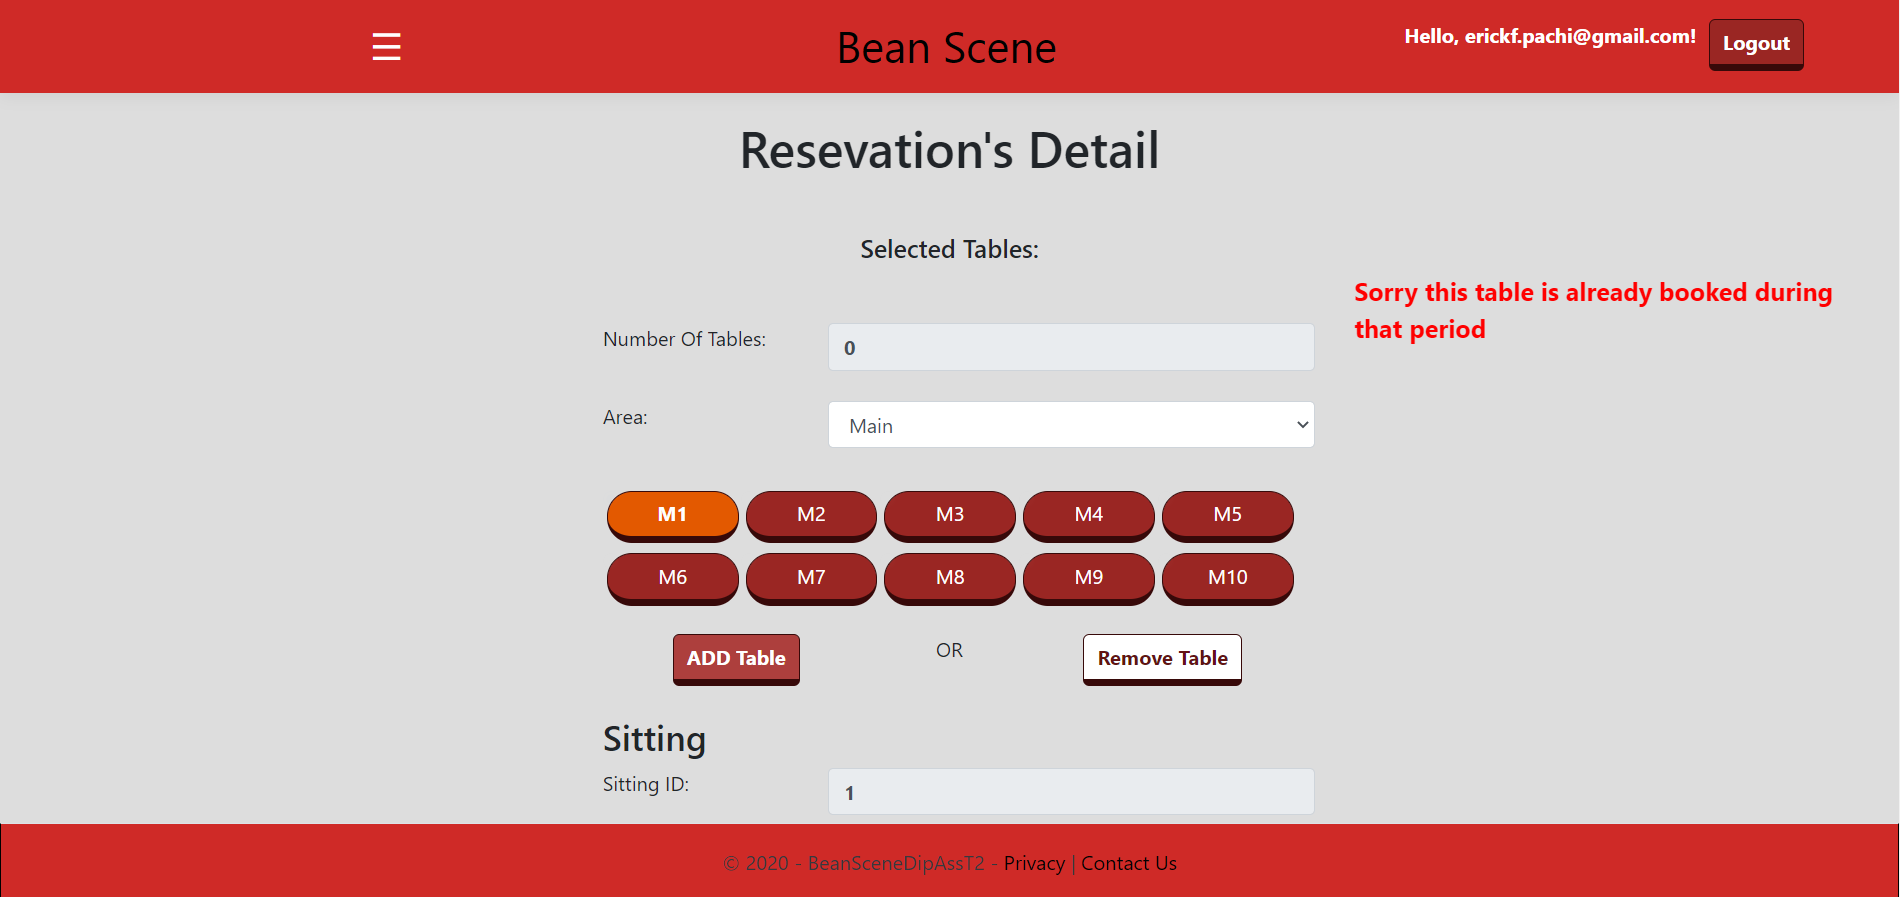 Bean Scene
Hello, erickf.pachi@gmail.com!
Logout
Resevation's Detail
Selected Tables:
Sorry this table is already booked during
that period
Number Of Tables:
0
Area:
Main
M1 M2 M3 M4 M5
M6 M7 M8 M9 M10
ADD Table OR Remove Table
Sitting
Sitting ID:
1
© 2020 - BeanSceneDipAssT2 - Privacy | Contact Us